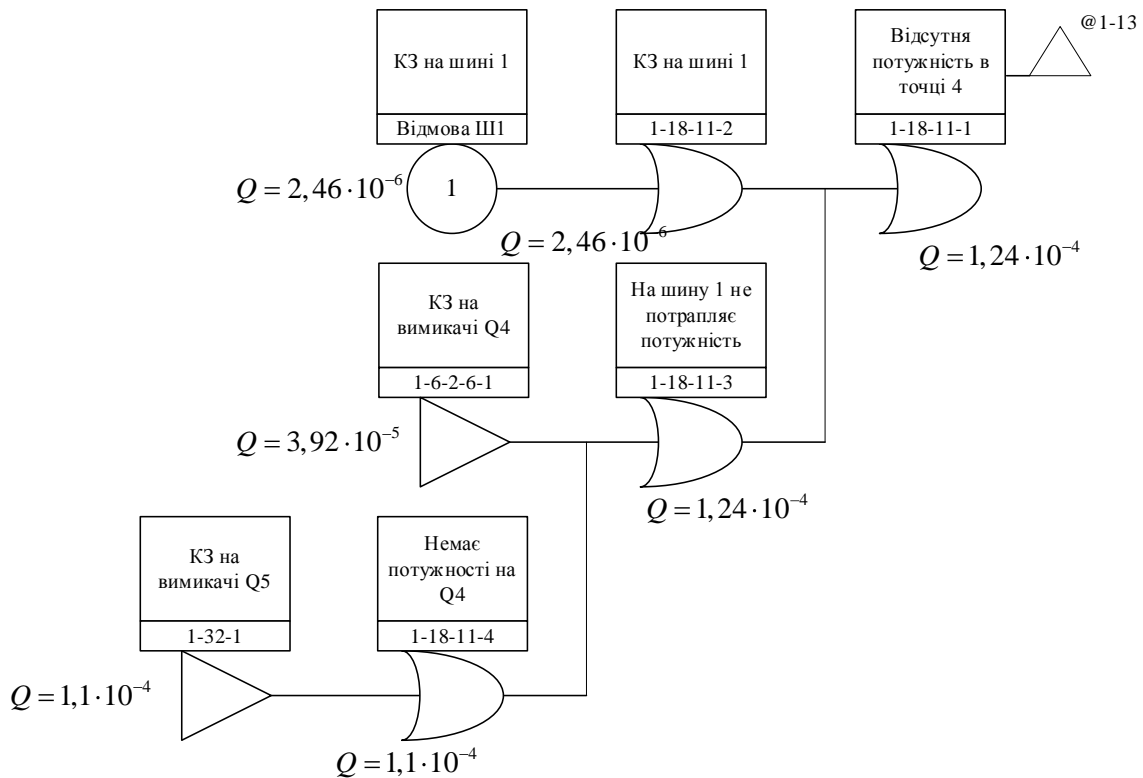 @1-13
КЗ на шині 1
Відмова Ш1
КЗ на шині 1
1-18-11-2
Відсутня
потужність в
точці 4
1-18-11-1
Q = 2,46·10⁻⁶
1
Q = 2,46·10⁻⁶
Q = 1,24·10⁻⁴
КЗ на
вимикачі Q4
1-6-2-6-1
На шину 1 не
потрапляє
потужність
1-18-11-3
Q = 3,92·10⁻⁵
Q = 1,24·10⁻⁴
КЗ на
вимикачі Q5
1-32-1
Немає
потужності на
Q4
1-18-11-4
Q = 1,1·10⁻⁴
Q = 1,1·10⁻⁴